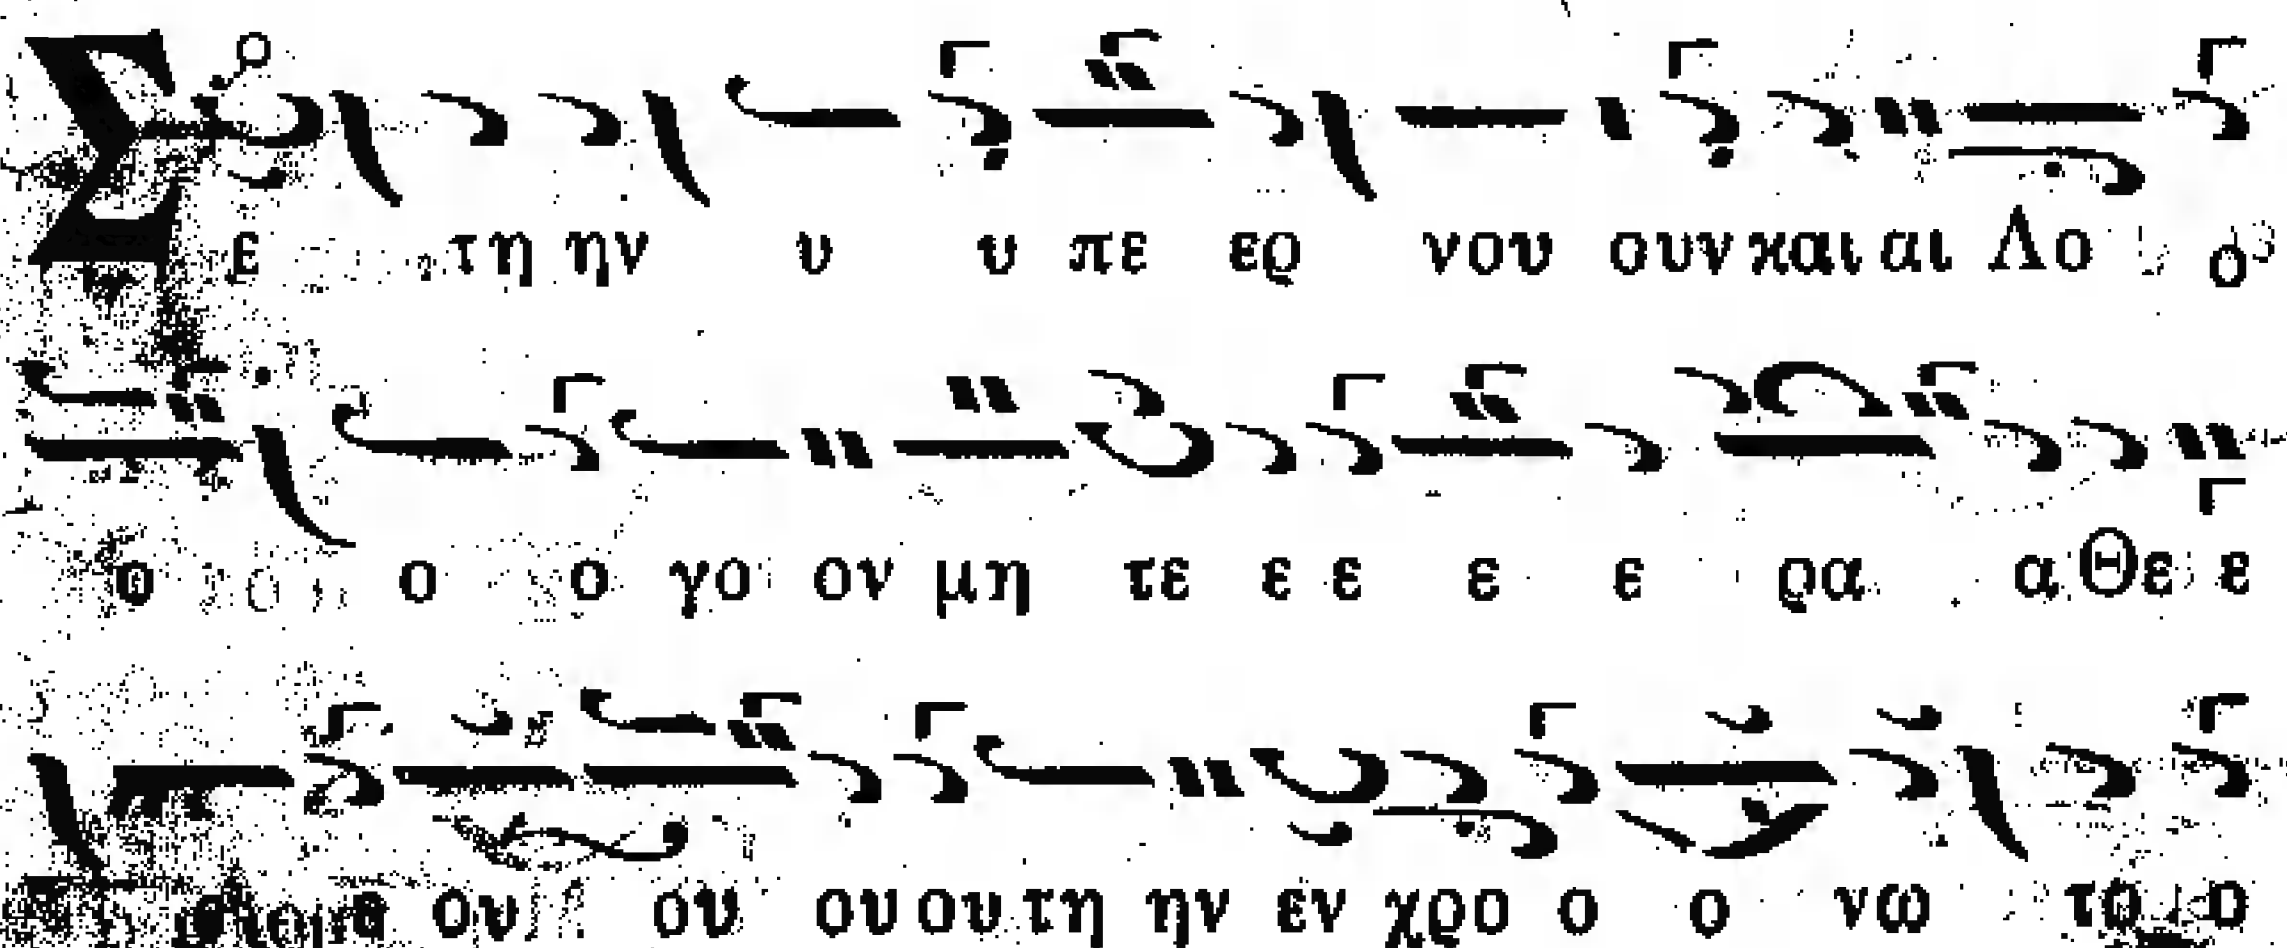 Σε τη ην υ υ πε ερ νου ουν και αι Λο ο
ο ο ο γο ον μη τε ε ε ε ε ρα α Θε ε
ου ου ου ου τη ην εν χρο ο ο νω το ο